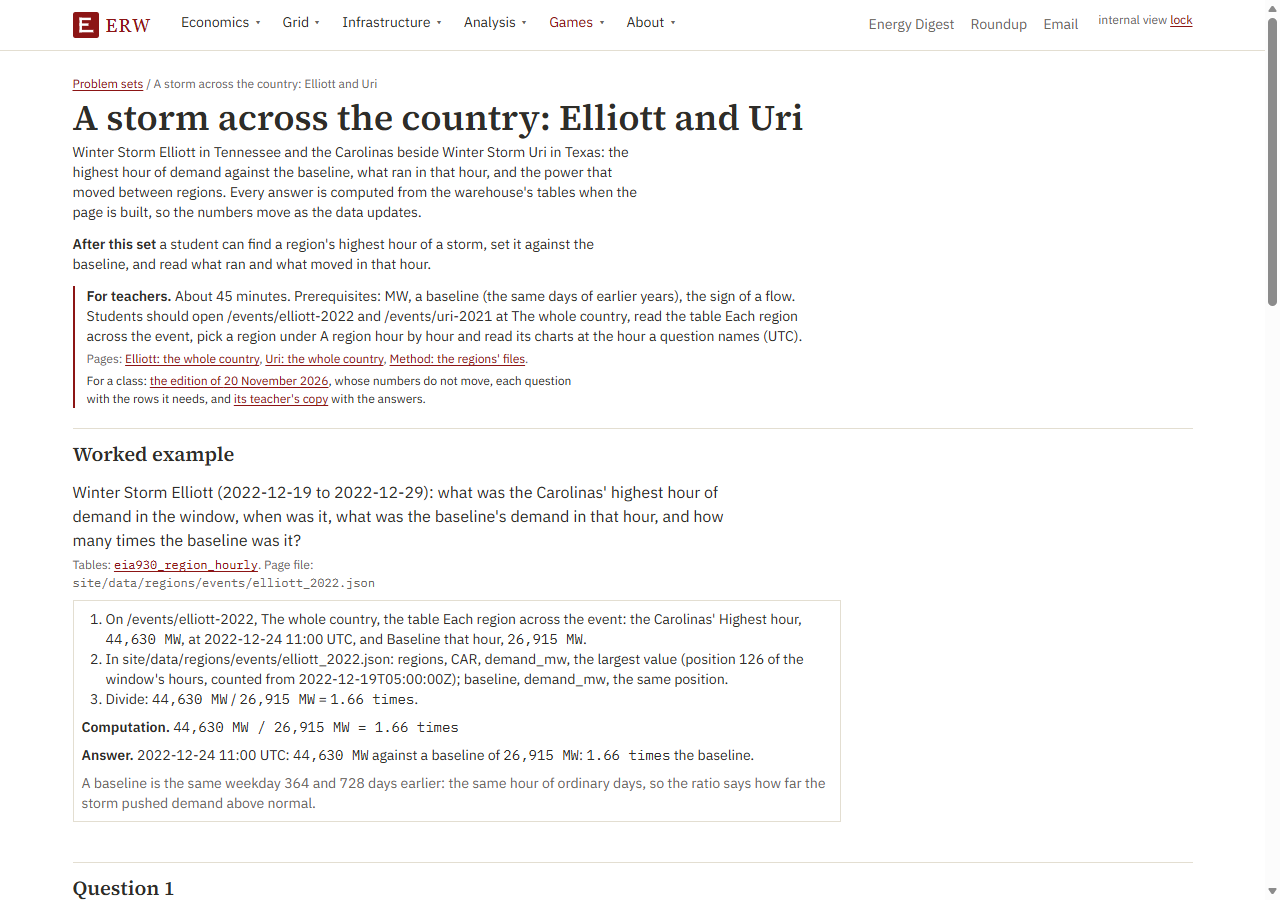 E ERW Economics Grid Infrastructure Analysis Games About Energy Digest Roundup Email internal view lock
Problem sets / A storm across the country: Elliott and Uri
A storm across the country: Elliott and Uri
Winter Storm Elliott in Tennessee and the Carolinas beside Winter Storm Uri in Texas: the
highest hour of demand against the baseline, what ran in that hour, and the power that
moved between regions. Every answer is computed from the warehouse's tables when the
page is built, so the numbers move as the data updates.
After this set a student can find a region's highest hour of a storm, set it against the
baseline, and read what ran and what moved in that hour.
For teachers. About 45 minutes. Prerequisites: MW, a baseline (the same days of earlier years), the sign of a flow.
Students should open /events/elliott-2022 and /events/uri-2021 at The whole country, read the table Each region
across the event, pick a region under A region hour by hour and read its charts at the hour a question names (UTC).
Pages: Elliott: the whole country, Uri: the whole country, Method: the regions' files.
For a class: the edition of 20 November 2026, whose numbers do not move, each question
with the rows it needs, and its teacher's copy with the answers.
Worked example
Winter Storm Elliott (2022-12-19 to 2022-12-29): what was the Carolinas' highest hour of
demand in the window, when was it, what was the baseline's demand in that hour, and how
many times the baseline was it?
Tables: eia930_region_hourly. Page file:
site/data/regions/events/elliott_2022.json
1. On /events/elliott-2022, The whole country, the table Each region across the event: the Carolinas' Highest hour,
44,630 MW, at 2022-12-24 11:00 UTC, and Baseline that hour, 26,915 MW.
2. In site/data/regions/events/elliott_2022.json: regions, CAR, demand_mw, the largest value (position 126 of the
window's hours, counted from 2022-12-19T05:00:00Z); baseline, demand_mw, the same position.
3. Divide: 44,630 MW / 26,915 MW = 1.66 times.
Computation. 44,630 MW / 26,915 MW = 1.66 times
Answer. 2022-12-24 11:00 UTC: 44,630 MW against a baseline of 26,915 MW: 1.66 times the baseline.
A baseline is the same weekday 364 and 728 days earlier: the same hour of ordinary days, so the ratio says how far the
storm pushed demand above normal.
Question 1